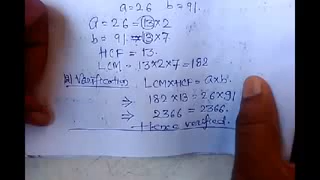 a=26 b=91.
a=26=13×2
b=91=13×7
HCF = 13.
LCM = 13×2×7=182
Verification LCM×HCF = a×b.
⇒ 182×13 = 26×91
⇒ 2366=2366.
Hence verified.